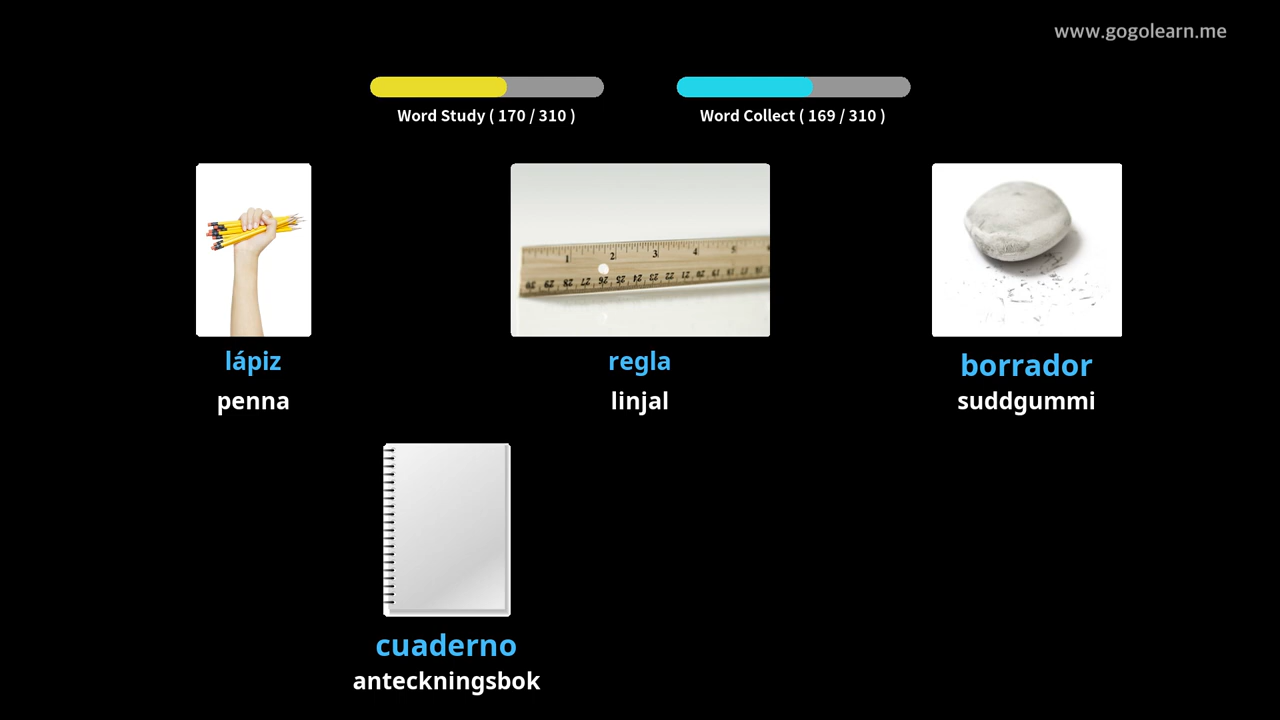 www.gogolearn.me
Word Study ( 170 / 310 )
Word Collect ( 169 / 310 )
lápiz
regla
borrador
penna
linjal
suddgummi
cuaderno
anteckningsbok